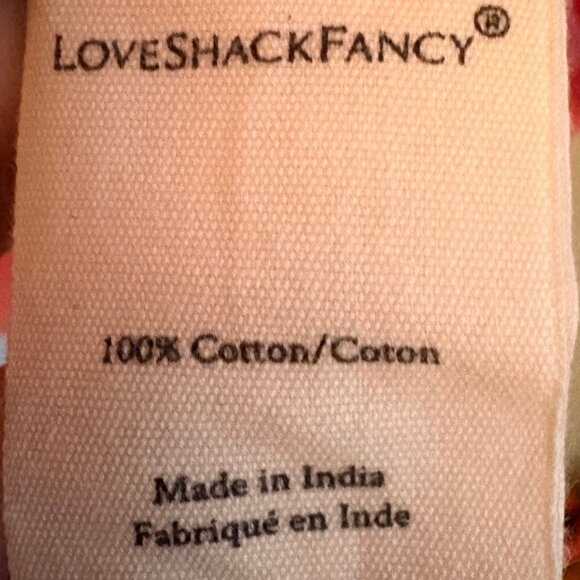 LOVESHACKFANCY®
100% Cotton/Coton
Made in India
Fabriqué en Inde